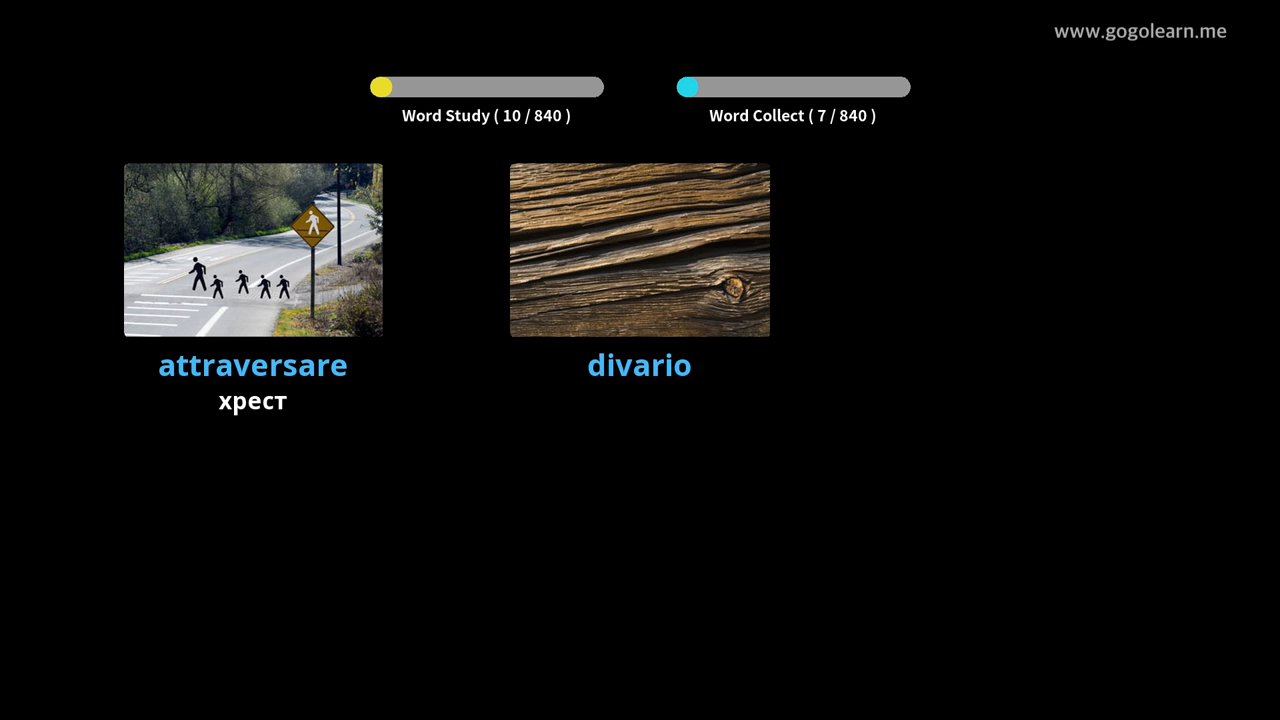 www.gogolearn.me
Word Study ( 10 / 840 )
Word Collect ( 7 / 840 )
attraversare
divario
хрест